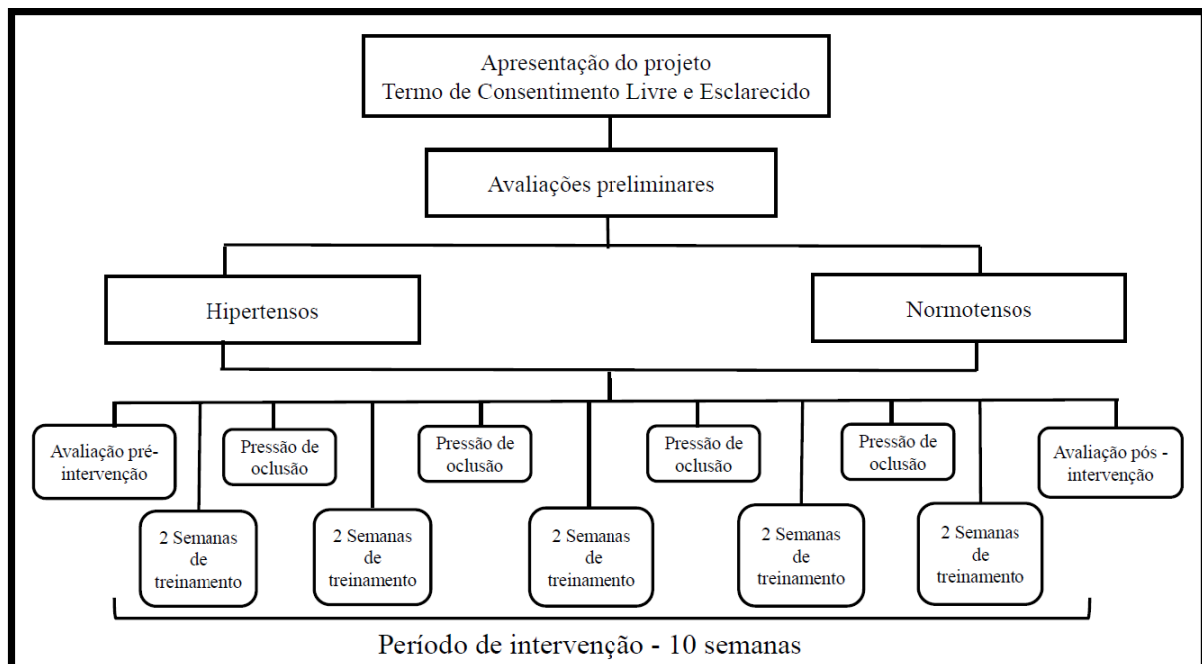 Apresentação do projeto
Termo de Consentimento Livre e Esclarecido
Avaliações preliminares
Hipertensos
Normotensos
Avaliação pré-
intervenção
Pressão de
oclusão
Pressão de
oclusão
Pressão de
oclusão
Pressão de
oclusão
Avaliação pós -
intervenção
2 Semanas
de
treinamento
2 Semanas
de
treinamento
2 Semanas
de
treinamento
2 Semanas
de
treinamento
2 Semanas
de
treinamento
Período de intervenção - 10 semanas